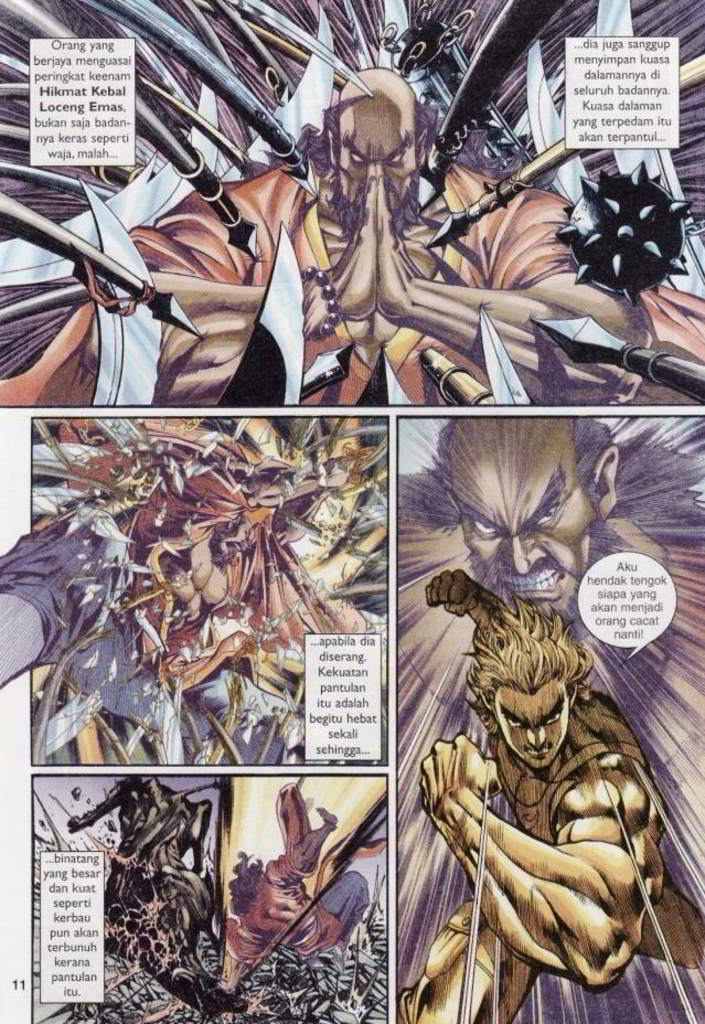 Orang yang
berjaya menguasai
peringkat keenam
Hikmat Kebal
Loceng Emas,
bukan saja badan-
nya keras seperti
waja, malah...
...dia juga sanggup
menyimpan kuasa
dalamannya di
seluruh badannya.
Kuasa dalaman
yang terpedam itu
akan terpantul...
...apabila dia
diserang.
Kekuatan
pantulan
itu adalah
begitu hebat
sekali
sehingga...
Aku
hendak tengok
siapa yang
akan menjadi
orang cacat
nanti!
...binatang
yang besar
dan kuat
seperti
kerbau
pun akan
terbunuh
kerana
pantulan
itu.
11